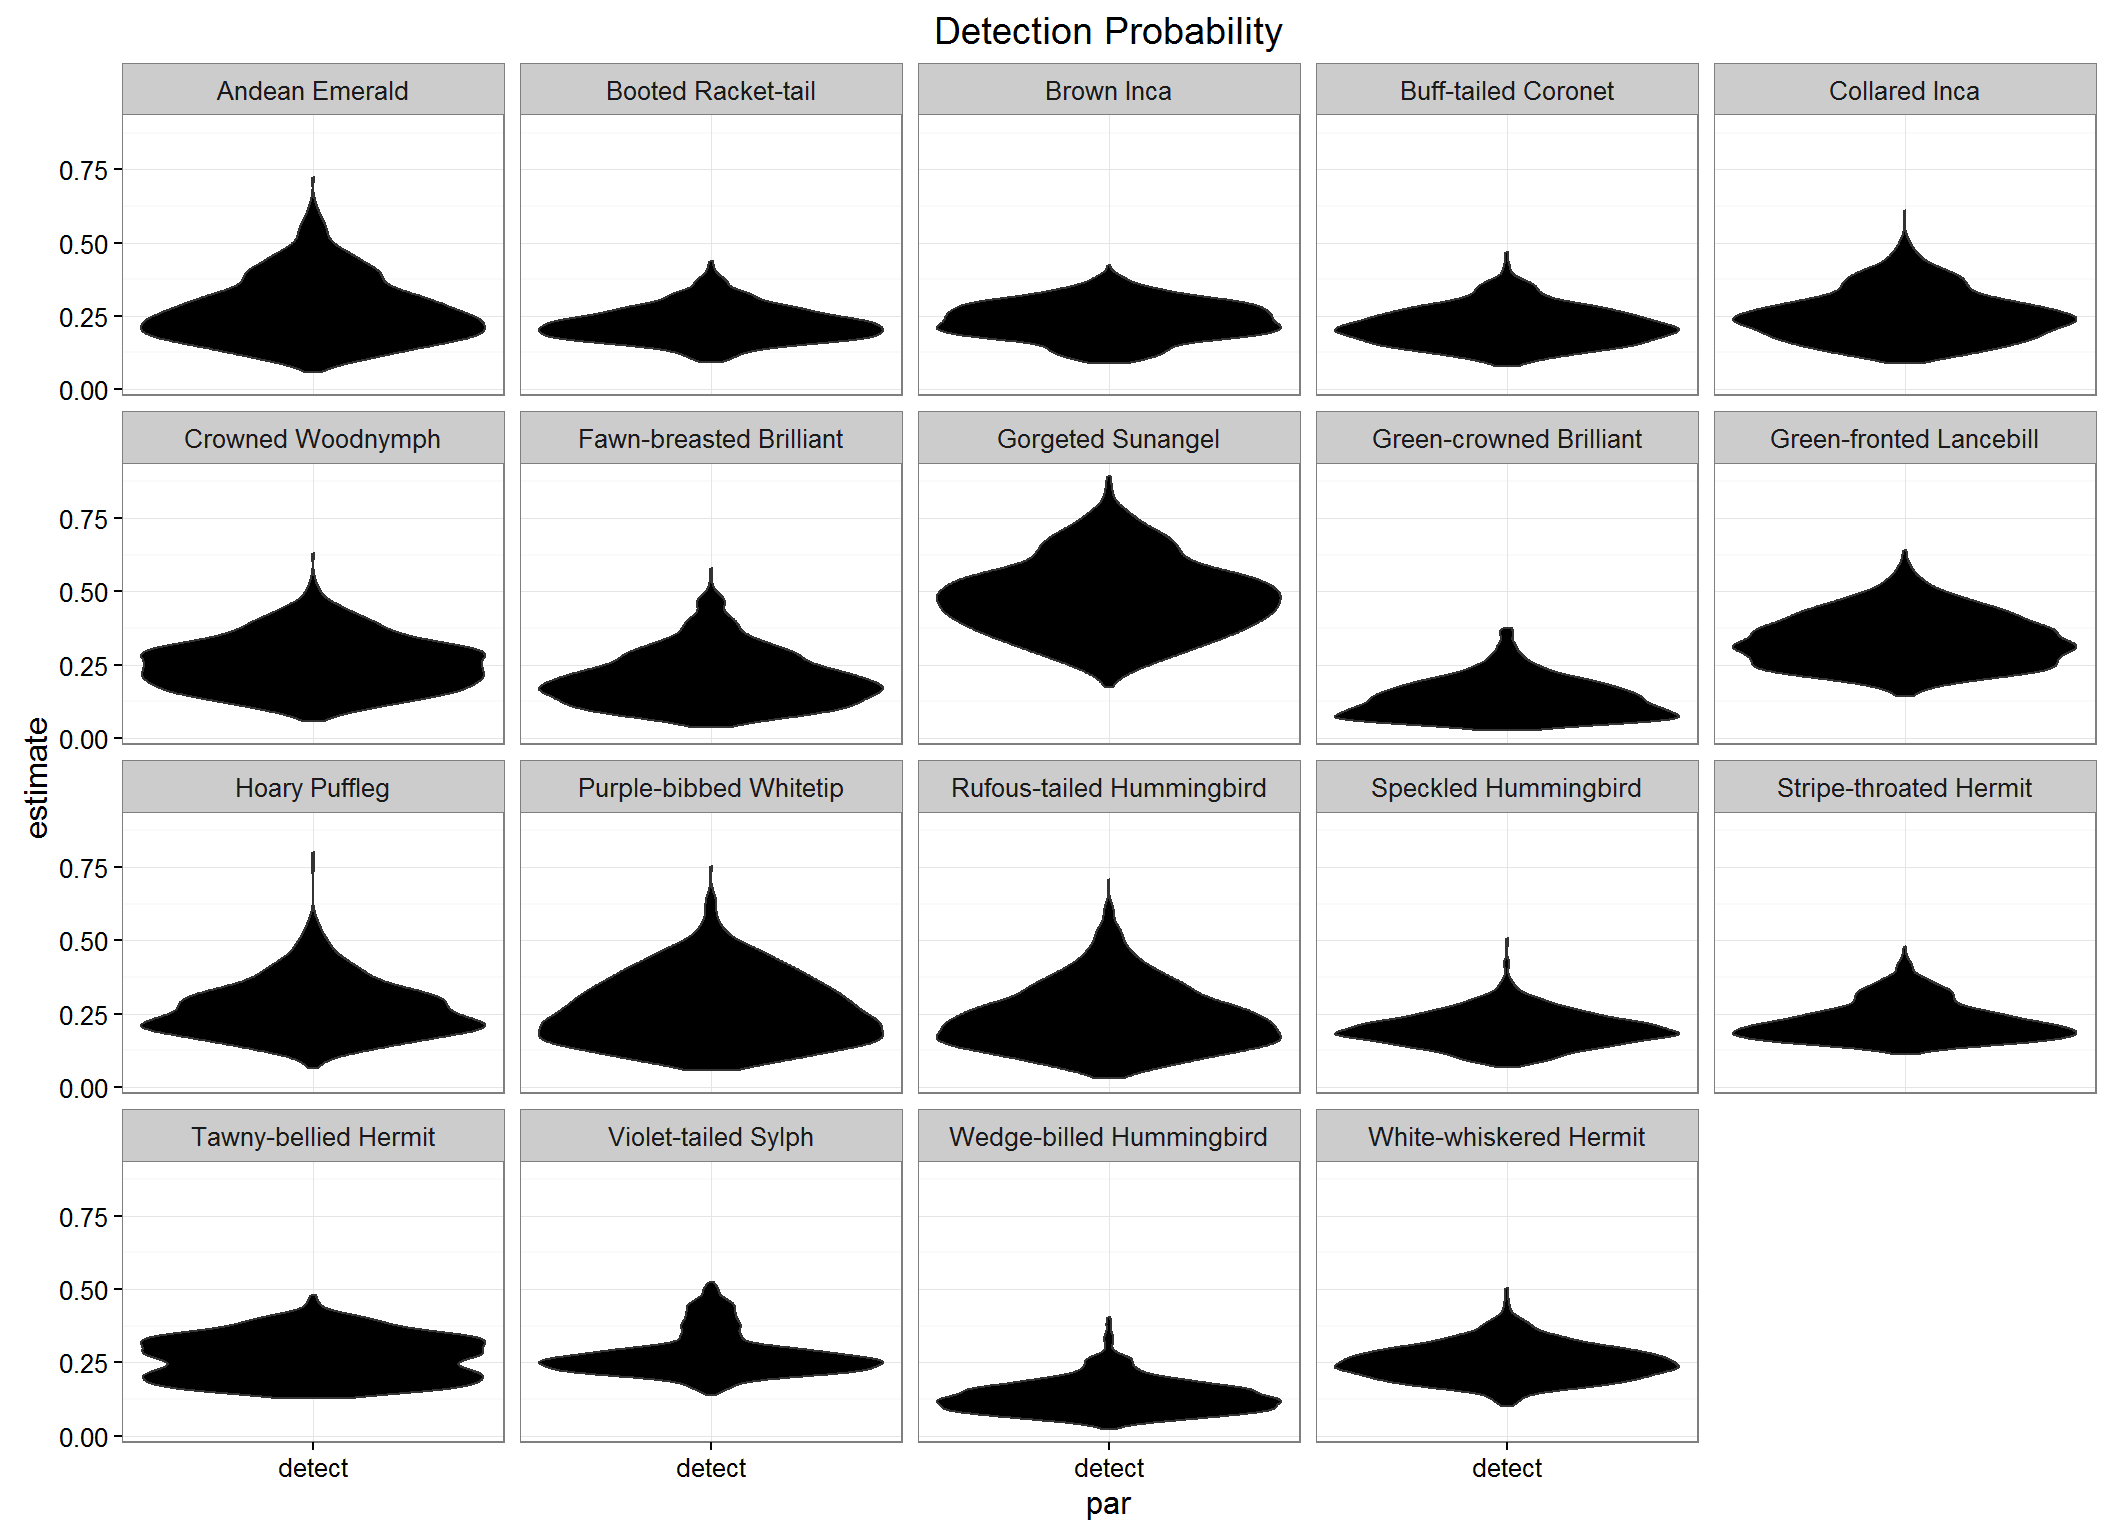 Detection Probability
Andean Emerald
Booted Racket-tail
Brown Inca
Buff-tailed Coronet
Collared Inca
0.75
0.50
0.25
0.00
Crowned Woodnymph
Fawn-breasted Brilliant
Gorgeted Sunangel
Green-crowned Brilliant
Green-fronted Lancebill
0.75
0.50
0.25
0.00
estimate
Hoary Puffleg
Purple-bibbed Whitetip
Rufous-tailed Hummingbird
Speckled Hummingbird
Stripe-throated Hermit
0.75
0.50
0.25
0.00
Tawny-bellied Hermit
Violet-tailed Sylph
Wedge-billed Hummingbird
White-whiskered Hermit
0.75
0.50
0.25
0.00
detect
detect
detect
detect
par